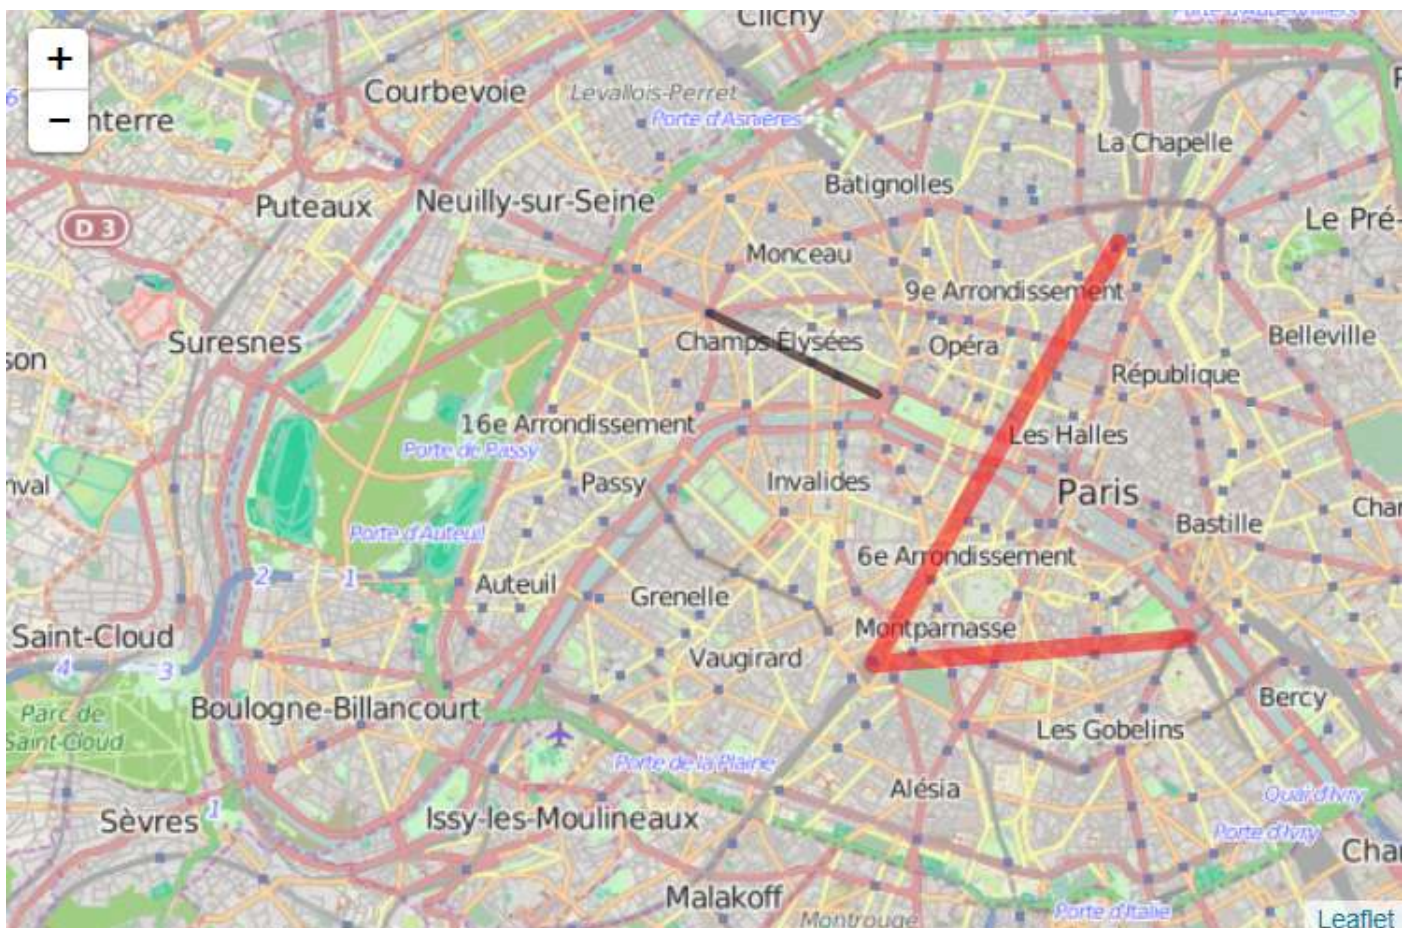 Clichy
+
Courbevoie
Levallois-Perret
6
Porte d'Asnières
−
nterre
La Chapelle
Batignolles
Puteaux
Neuilly-sur-Seine
Le Pré-
D 3
Monceau
9e Arrondissement
Belleville
Suresnes
Champs Élysées
Opéra
son
République
16e Arrondissement
Les Halles
Porte de Passy
Passy
Invalides
Paris
nval
Char
Bastille
Porte d'Auteuil
6e Arrondissement
2
1
Auteuil
Grenelle
Saint-Cloud
Montparnasse
Vaugirard
4
3
Bercy
Boulogne-Billancourt
Parc de
Saint-Cloud
Les Gobelins
Porte de la Plaine
Alésia
Quai d'Ivry
1
Sèvres
Issy-les-Moulineaux
Porte d'Ivry
Cha
Malakoff
Porte d'Italie
Montrouge
Leaflet